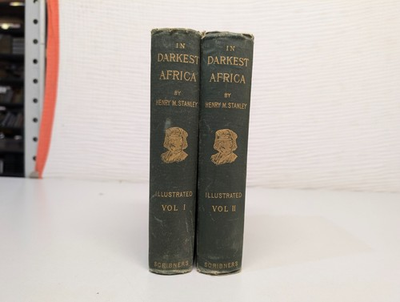 IN
DARKEST
AFRICA
BY
HENRY M. STANLEY
ILLUSTRATED
VOL I
SCRIBNERS
IN
DARKEST
AFRICA
BY
HENRY M. STANLEY
ILLUSTRATED
VOL II
SCRIBNERS